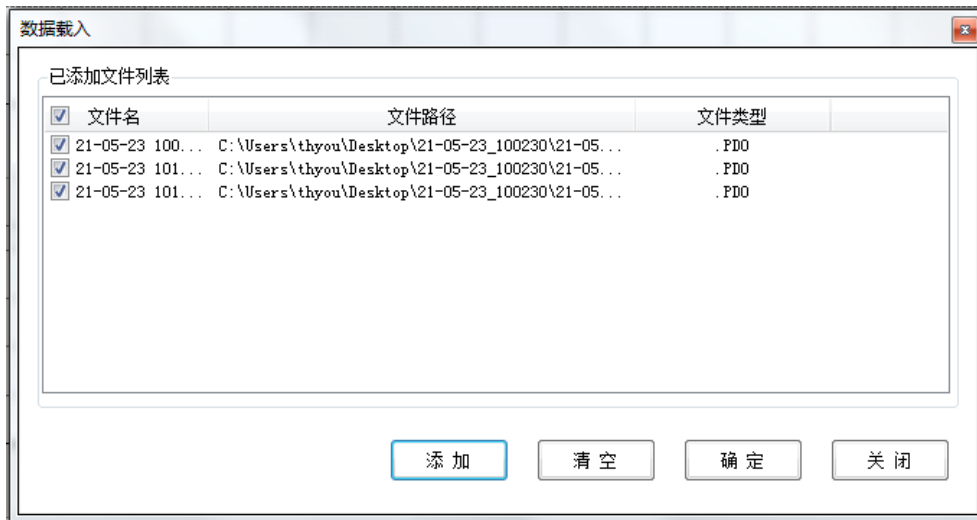 数据载入
已添加文件列表
文件名 文件路径 文件类型
21-05-23 100... C:\Users\thyou\Desktop\21-05-23_100230\21-05... .PDO
21-05-23 101... C:\Users\thyou\Desktop\21-05-23_100230\21-05... .PDO
21-05-23 101... C:\Users\thyou\Desktop\21-05-23_100230\21-05... .PDO
添加 清空 确定 关闭